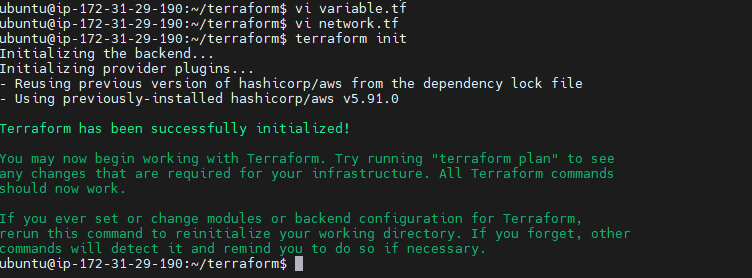 ubuntu@ip-172-31-29-190:~/terraform$ vi variable.tf
ubuntu@ip-172-31-29-190:~/terraform$ vi network.tf
ubuntu@ip-172-31-29-190:~/terraform$ terraform init
Initializing the backend...
Initializing provider plugins...
- Reusing previous version of hashicorp/aws from the dependency lock file
- Using previously-installed hashicorp/aws v5.91.0
Terraform has been successfully initialized!
You may now begin working with Terraform. Try running "terraform plan" to see
any changes that are required for your infrastructure. All Terraform commands
should now work.
If you ever set or change modules or backend configuration for Terraform,
rerun this command to reinitialize your working directory. If you forget, other
commands will detect it and remind you to do so if necessary.
ubuntu@ip-172-31-29-190:~/terraform$